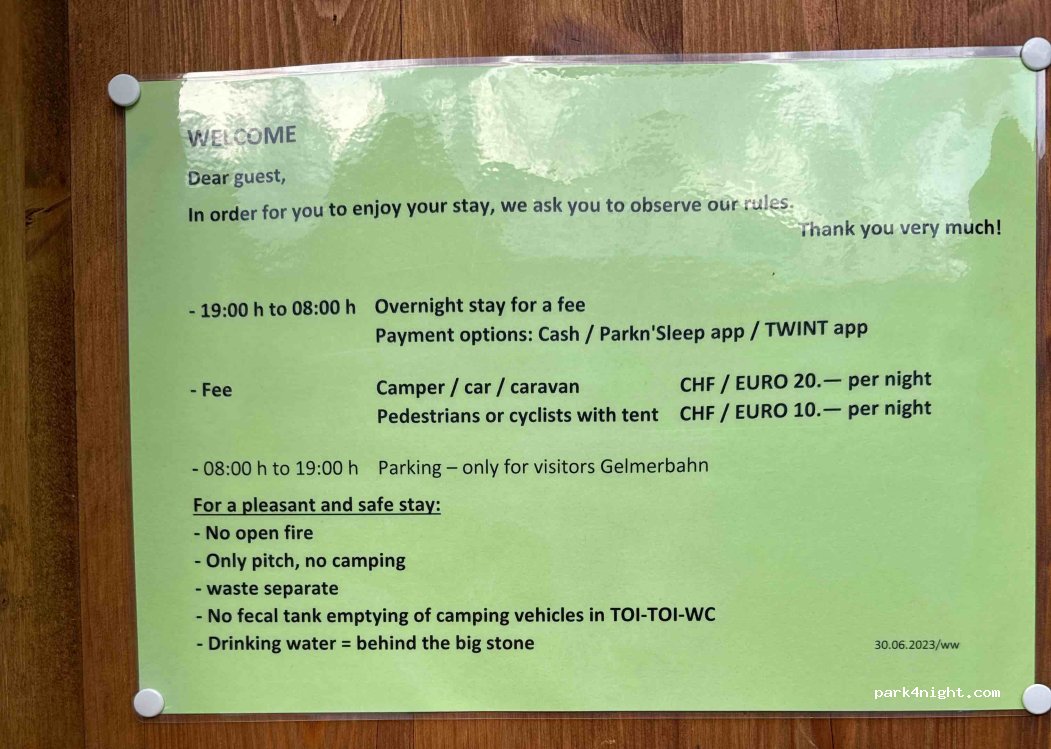 WELCOME
Dear guest,
In order for you to enjoy your stay, we ask you to observe our rules.
Thank you very much!
- 19:00 h to 08:00 h Overnight stay for a fee
Payment options: Cash / Parkn'Sleep app / TWINT app
- Fee Camper / car / caravan CHF / EURO 20.— per night
Pedestrians or cyclists with tent CHF / EURO 10.— per night
- 08:00 h to 19:00 h Parking – only for visitors Gelmerbahn
For a pleasant and safe stay:
- No open fire
- Only pitch, no camping
- waste separate
- No fecal tank emptying of camping vehicles in TOI-TOI-WC
- Drinking water = behind the big stone
30.06.2023/ww
park4night.com